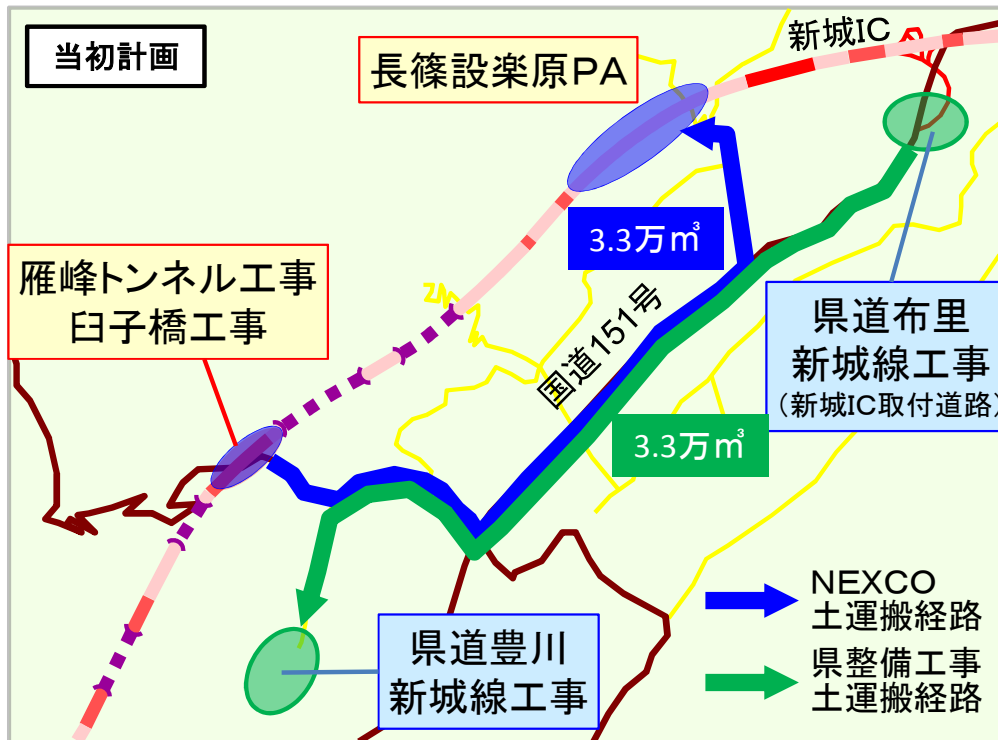 当初計画
新城IC
長篠設楽原PA
3.3万㎥
雁峰トンネル工事
臼子橋工事
国道151号
県道布里
新城線工事
(新城IC取付道路)
3.3万㎥
県道豊川
新城線工事
NEXCO
土運搬経路
県整備工事
土運搬経路